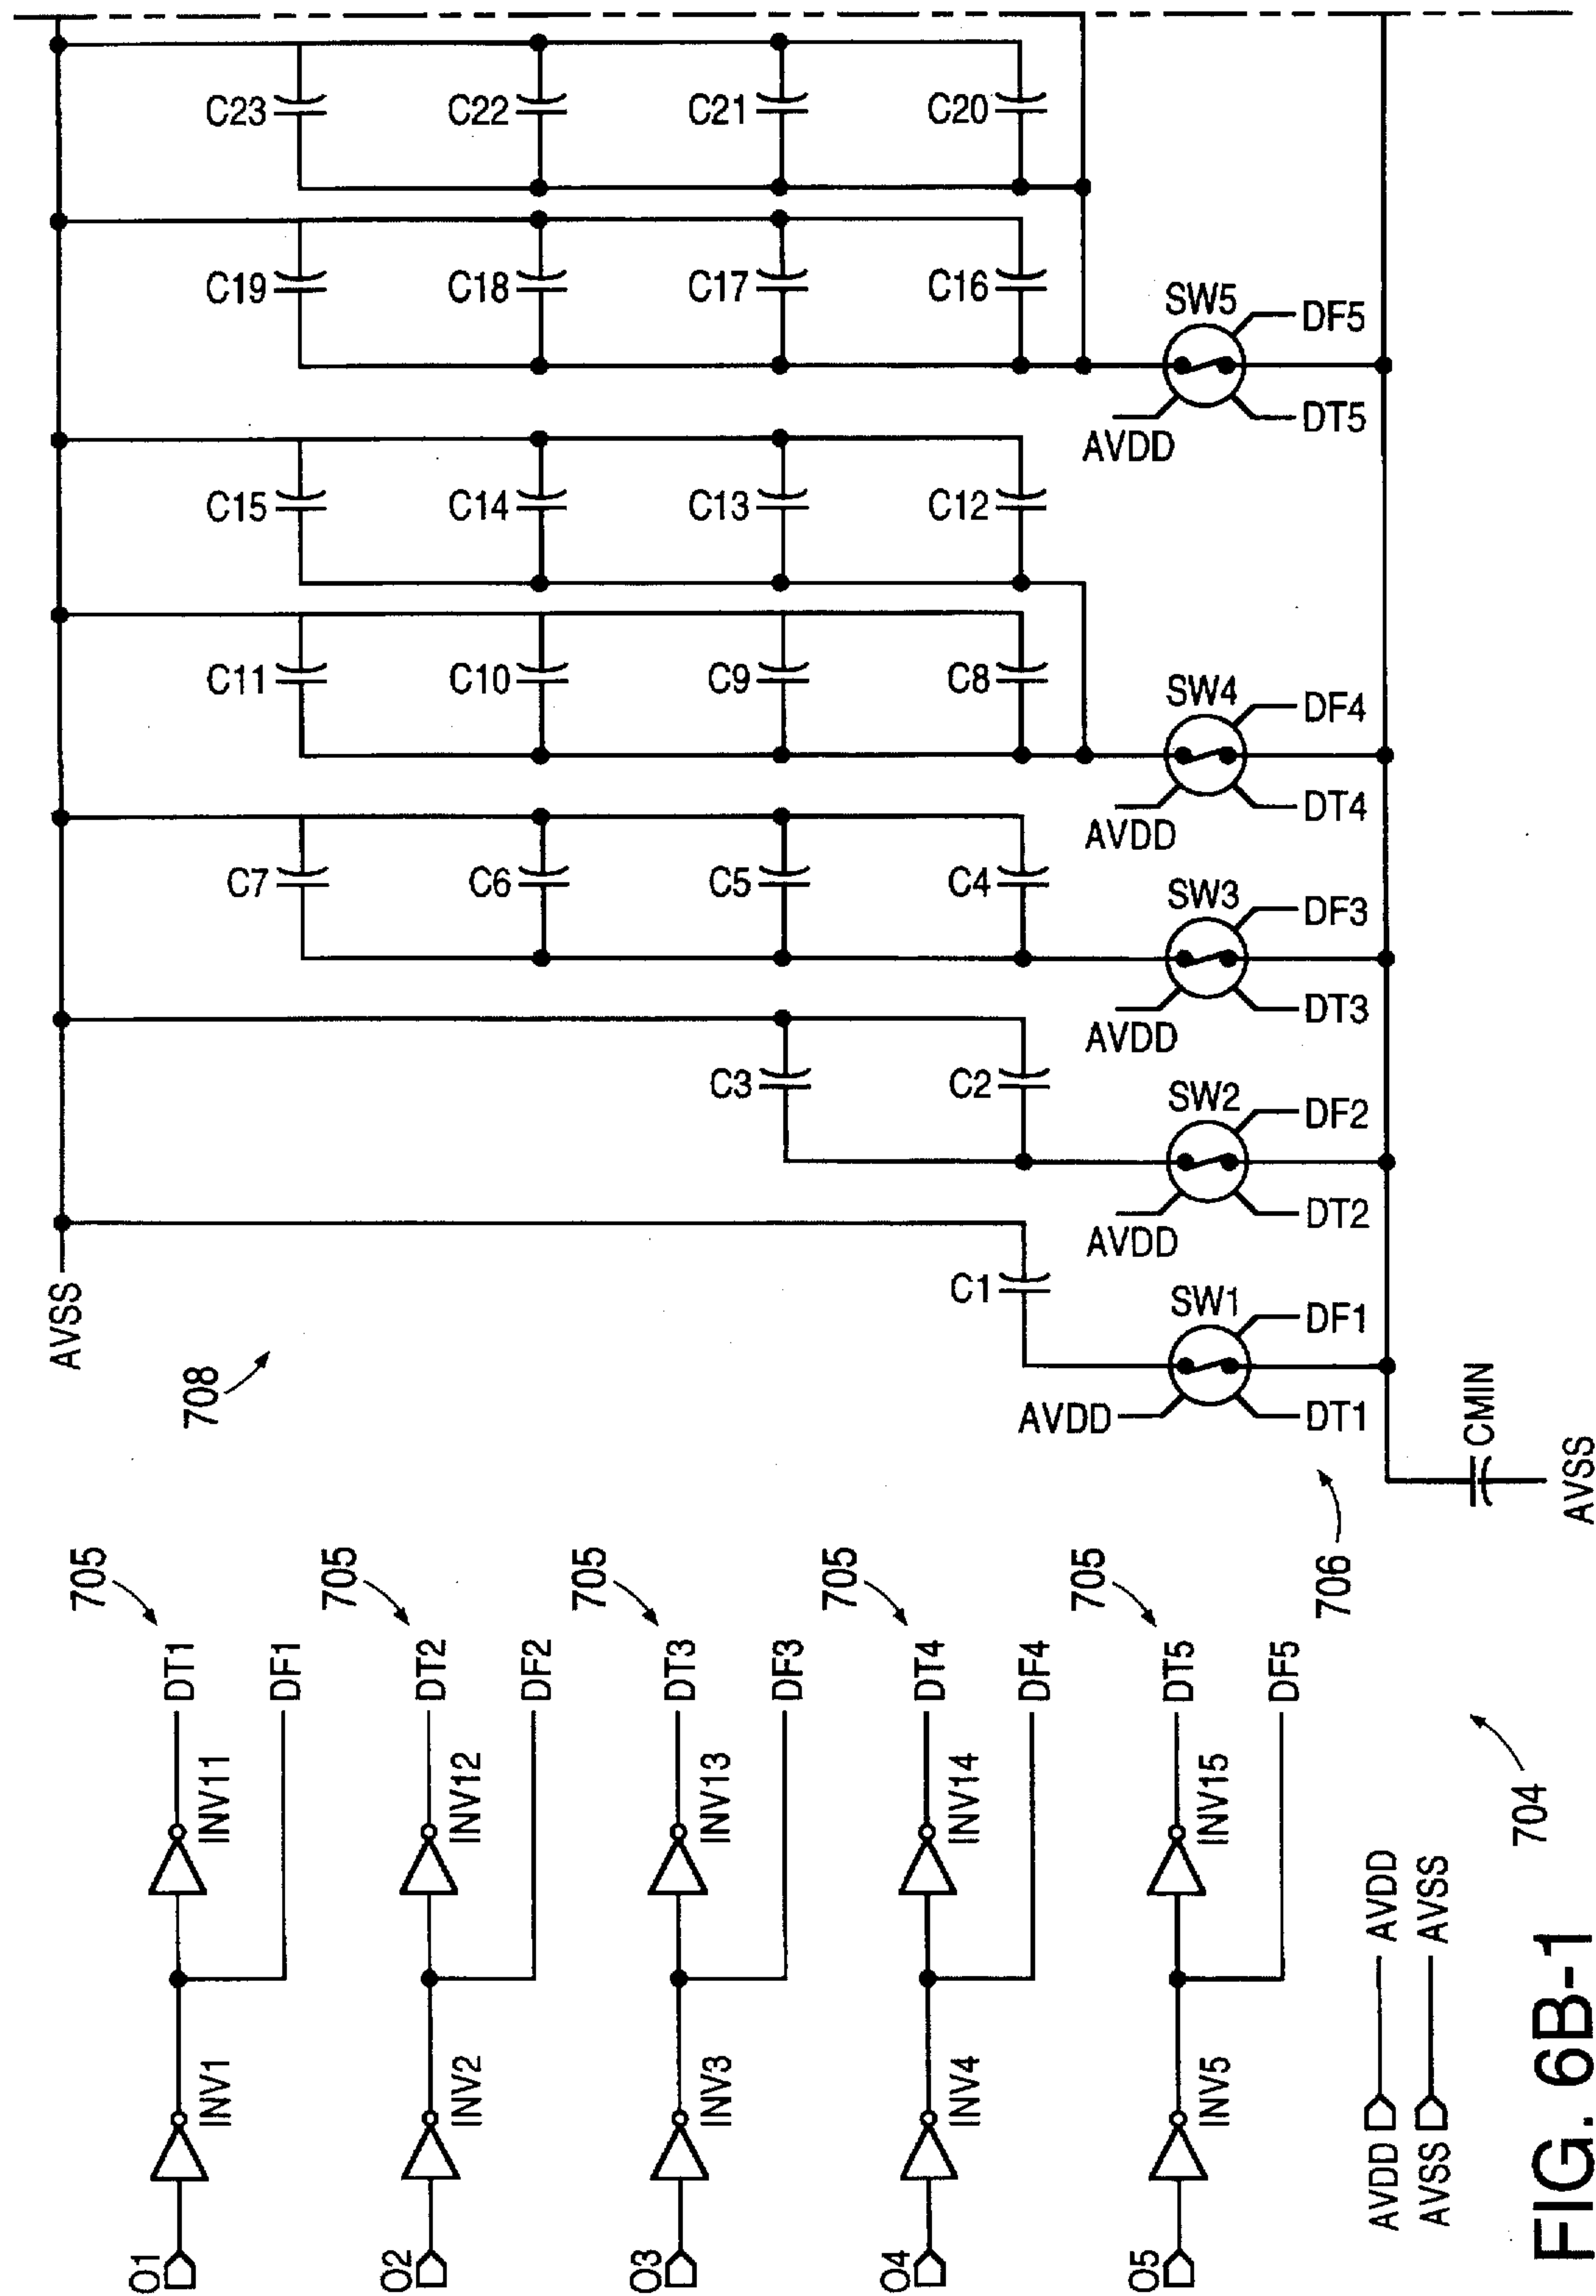 AVSS
C23
C22
C21
C20
C19
C18
C17
C16
SW5
DF5
DT5
AVDD
C15
C14
C13
C12
C11
C10
C9
C8
SW4
DF4
DT4
AVDD
C7
C6
C5
C4
SW3
DF3
DT3
AVDD
C3
C2
SW2
DF2
DT2
AVDD
C1
SW1
DF1
DT1
AVDD
CMIN
AVSS
708
706
705
O1
INV1
INV11
DT1
DF1
705
O2
INV2
INV12
DT2
DF2
705
O3
INV3
INV13
DT3
DF3
705
O4
INV4
INV14
DT4
DF4
705
O5
INV5
INV15
DT5
DF5
704
AVDD AVDD
AVSS AVSS
FIG. 6B-1